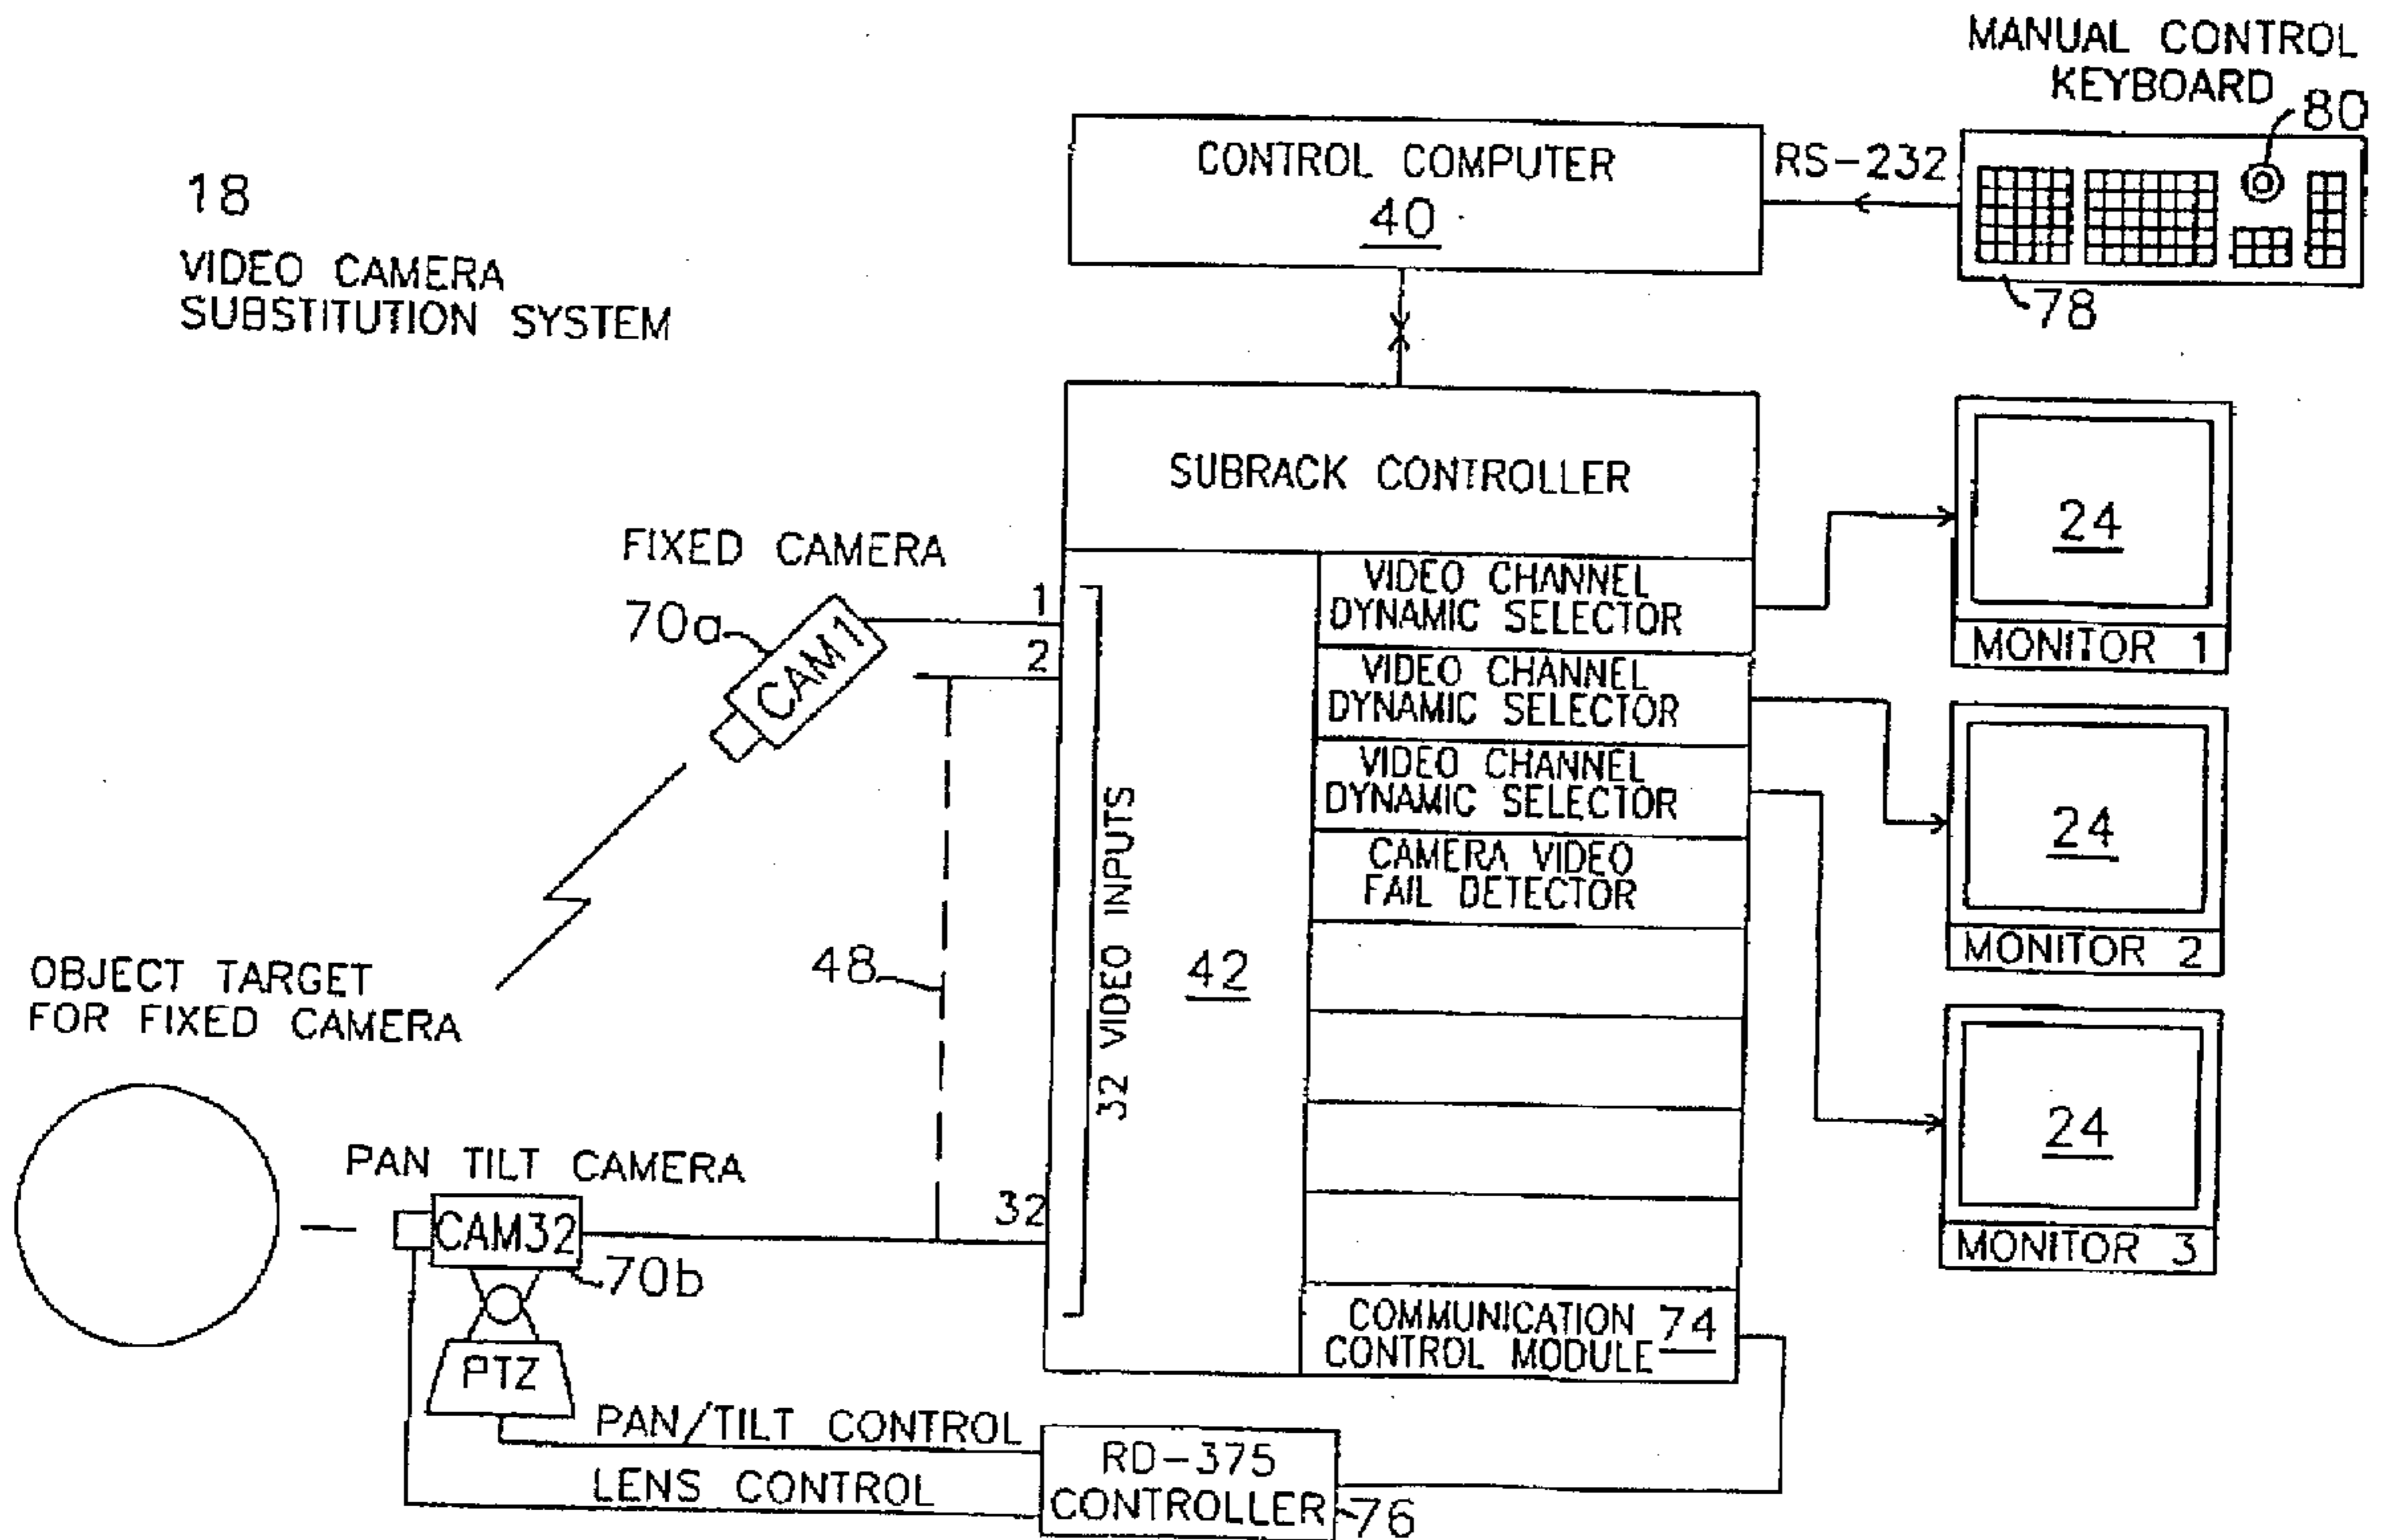 MANUAL CONTROL
KEYBOARD
80
CONTROL COMPUTER
40
RS-232
78
18
VIDEO CAMERA
SUBSTITUTION SYSTEM
SUBRACK CONTROLLER
24
MONITOR 1
FIXED CAMERA
70a
CAM1
1
2
VIDEO CHANNEL
DYNAMIC SELECTOR
VIDEO CHANNEL
DYNAMIC SELECTOR
VIDEO CHANNEL
DYNAMIC SELECTOR
CAMERA VIDEO
FAIL DETECTOR
24
MONITOR 2
32 VIDEO INPUTS
42
48
OBJECT TARGET
FOR FIXED CAMERA
24
MONITOR 3
PAN TILT CAMERA
CAM32
70b
32
PTZ
COMMUNICATION
CONTROL MODULE
74
PAN/TILT CONTROL
LENS CONTROL
RD-375
CONTROLLER
76